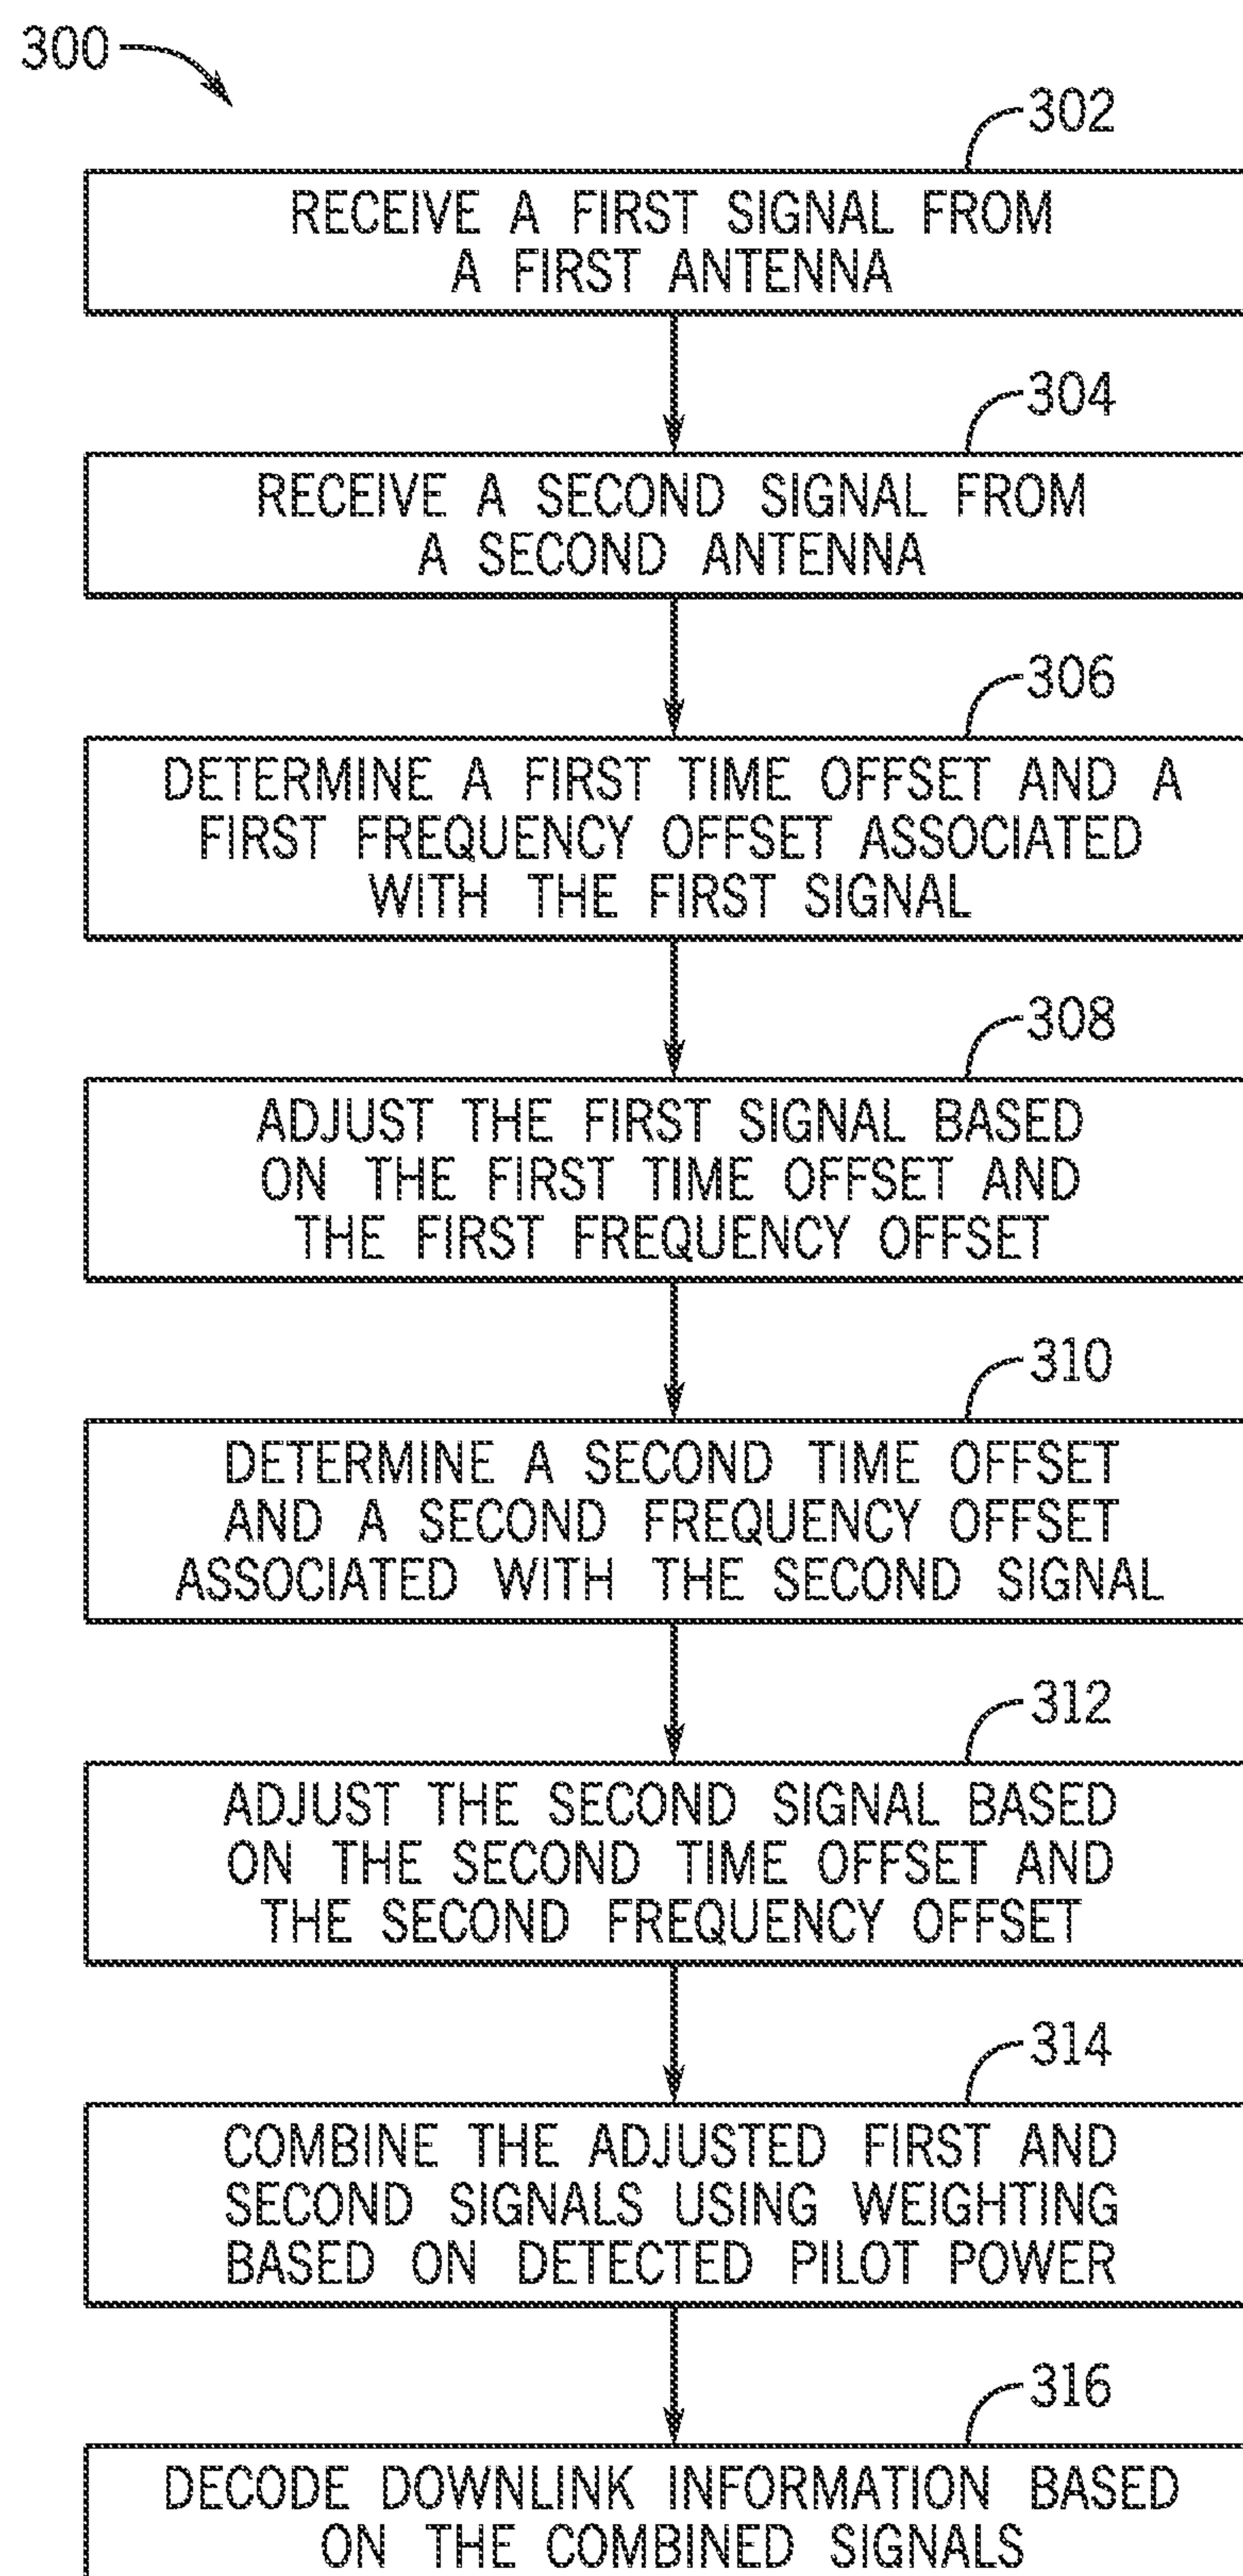 300
302
RECEIVE A FIRST SIGNAL FROM
A FIRST ANTENNA
304
RECEIVE A SECOND SIGNAL FROM
A SECOND ANTENNA
306
DETERMINE A FIRST TIME OFFSET AND A
FIRST FREQUENCY OFFSET ASSOCIATED
WITH THE FIRST SIGNAL
308
ADJUST THE FIRST SIGNAL BASED
ON THE FIRST TIME OFFSET AND
THE FIRST FREQUENCY OFFSET
310
DETERMINE A SECOND TIME OFFSET
AND A SECOND FREQUENCY OFFSET
ASSOCIATED WITH THE SECOND SIGNAL
312
ADJUST THE SECOND SIGNAL BASED
ON THE SECOND TIME OFFSET AND
THE SECOND FREQUENCY OFFSET
314
COMBINE THE ADJUSTED FIRST AND
SECOND SIGNALS USING WEIGHTING
BASED ON DETECTED PILOT POWER
316
DECODE DOWNLINK INFORMATION BASED
ON THE COMBINED SIGNALS